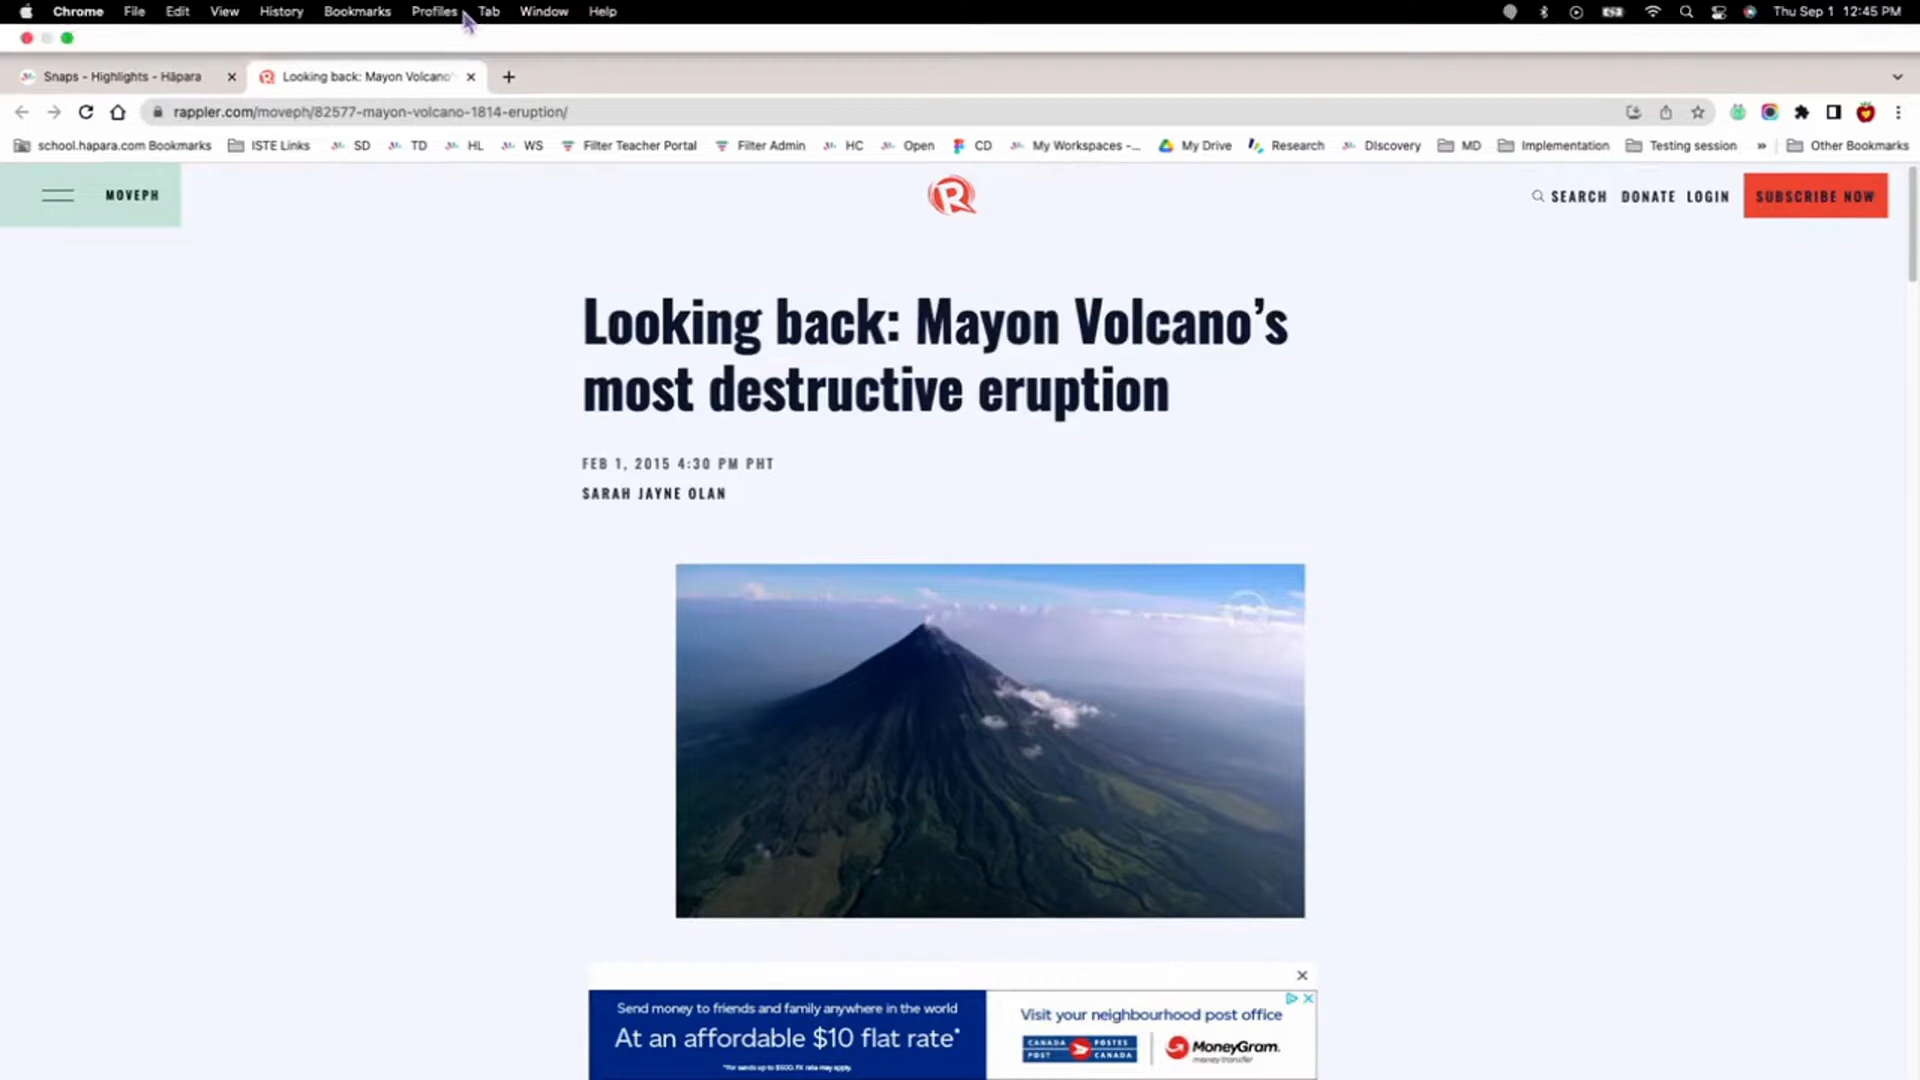 Chrome File Edit View History Bookmarks Profiles Tab Window Help Thu Sep 1 12:45 PM
Snaps - Highlights - Hāpara Looking back: Mayon Volcano'
rappler.com/moveph/82577-mayon-volcano-1814-eruption/
school.hapara.com Bookmarks ISTE Links SD TD HL WS Filter Teacher Portal Filter Admin HC Open CD My Workspaces -... My Drive Research DIscovery MD Implementation Testing session » Other Bookmarks
MOVEPH R SEARCH DONATE LOGIN SUBSCRIBE NOW
Looking back: Mayon Volcano’s
most destructive eruption
FEB 1, 2015 4:30 PM PHT
SARAH JAYNE OLAN
Send money to friends and family anywhere in the world
At an affordable $10 flat rate*
*For sends up to $500. FX rate may apply.
Visit your neighbourhood post office
CANADA POSTES
POST CANADA
MoneyGram.
money transfer